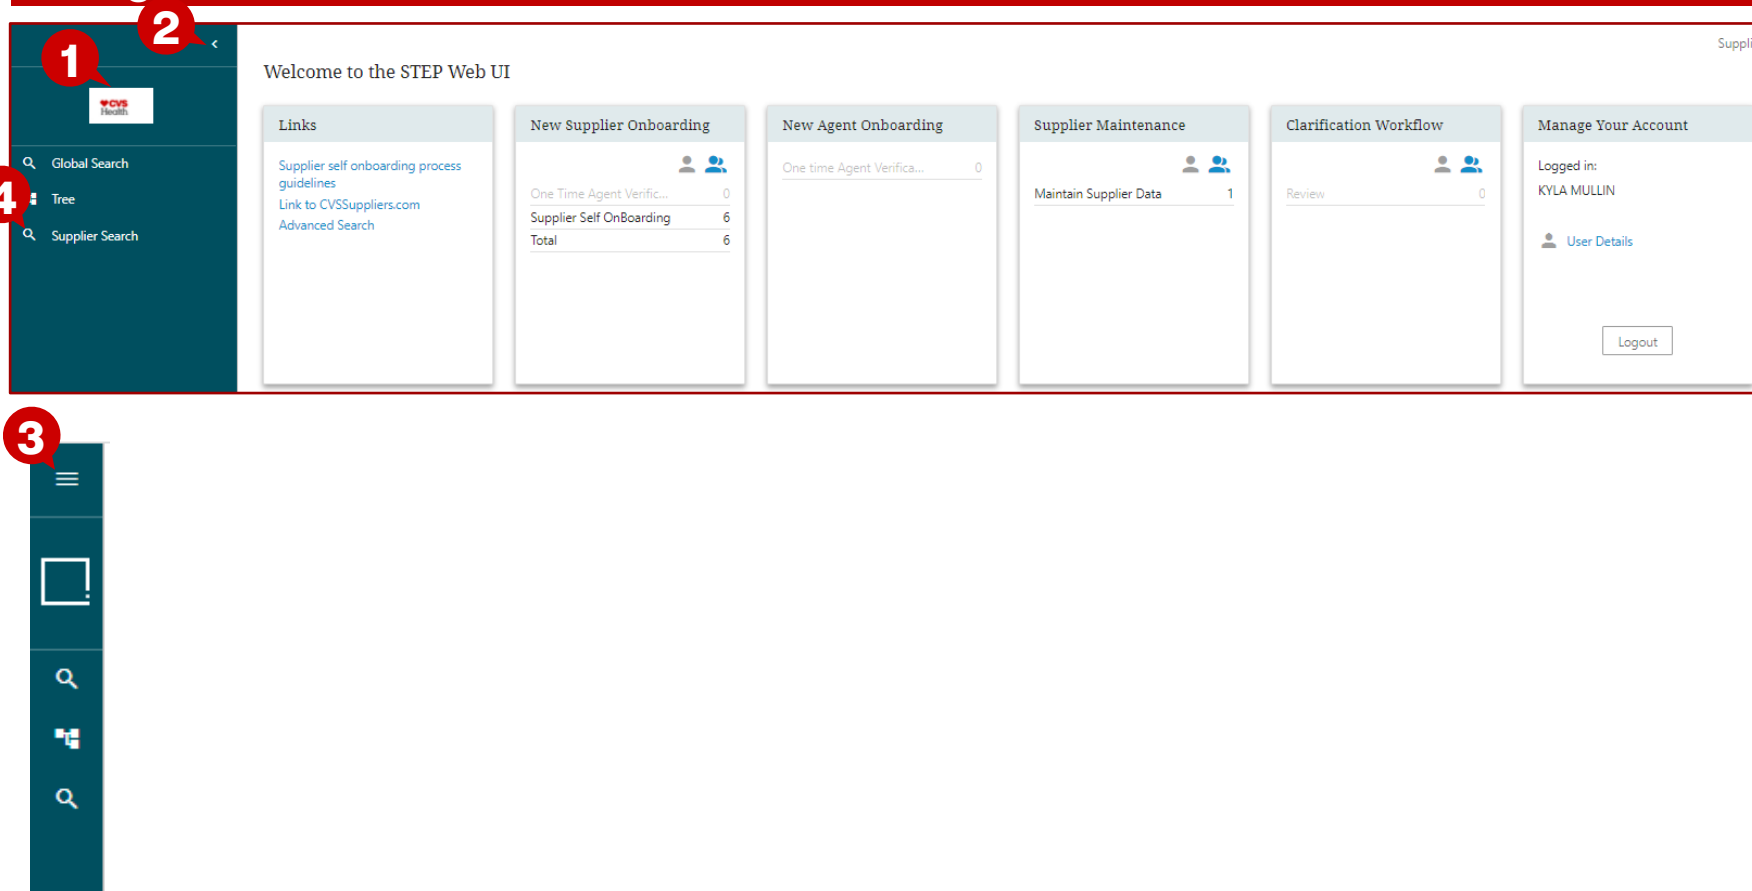 2
1
<
Suppli
Welcome to the STEP Web UI
CVS
Health
Links
New Supplier Onboarding
New Agent Onboarding
Supplier Maintenance
Clarification Workflow
Manage Your Account
Global Search
Tree
Supplier Search
4
Supplier self onboarding process
guidelines
Link to CVSSuppliers.com
Advanced Search
One Time Agent Verific... 0
Supplier Self OnBoarding 6
Total 6
One time Agent Verifica... 0
Maintain Supplier Data 1
Review 0
Logged in:
KYLA MULLIN
User Details
Logout
3